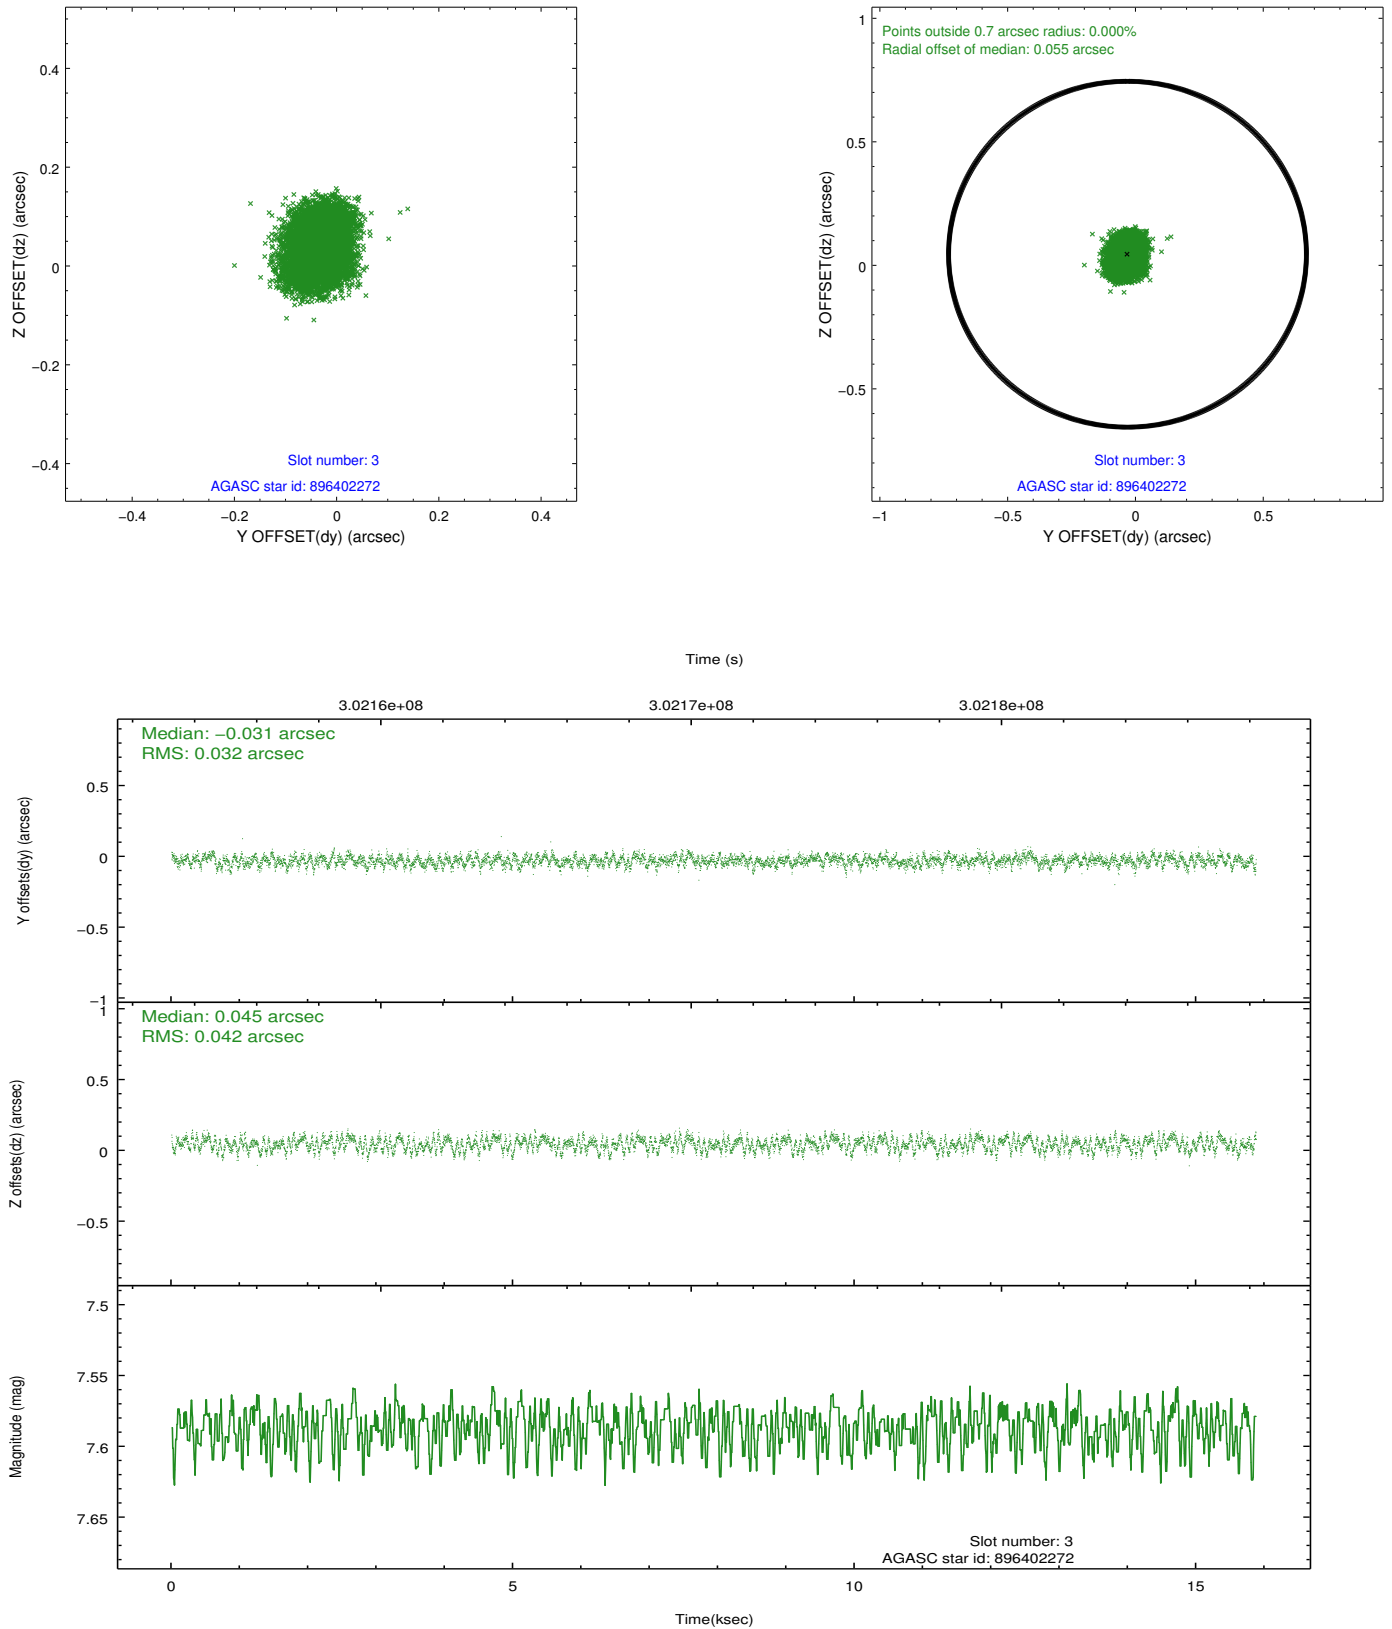 0.4
0.2
0
−0.2
−0.4
Z OFFSET(dz) (arcsec)
Slot number: 3
AGASC star id: 896402272
−0.4
−0.2
0
0.2
0.4
Y OFFSET(dy) (arcsec)
Points outside 0.7 arcsec radius: 0.000%
Radial offset of median: 0.055 arcsec
1
0.5
0
−0.5
Z OFFSET(dz) (arcsec)
Slot number: 3
AGASC star id: 896402272
−1
−0.5
0
0.5
Y OFFSET(dy) (arcsec)
Time (s)
3.0216e+08
3.0217e+08
3.0218e+08
Median: −0.031 arcsec
RMS: 0.032 arcsec
0.5
0
−0.5
−1
Y offsets(dy) (arcsec)
Median: 0.045 arcsec
RMS: 0.042 arcsec
1
0.5
0
−0.5
Z offsets(dz) (arcsec)
7.5
7.55
7.6
7.65
Magnitude (mag)
Slot number: 3
AGASC star id: 896402272
0
5
10
15
Time(ksec)